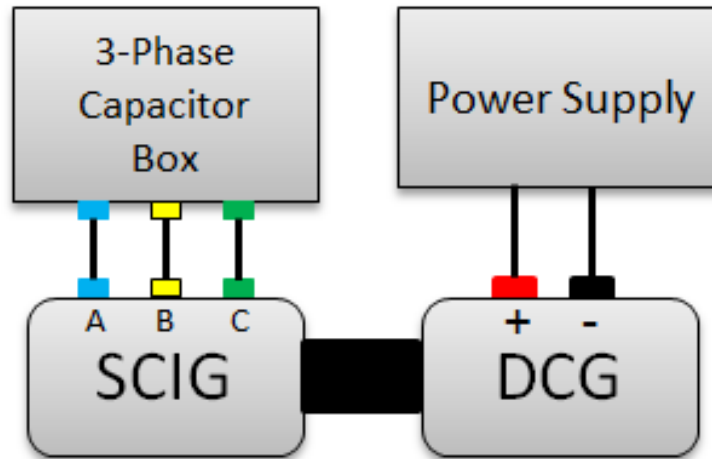 3-Phase
Capacitor
Box
Power Supply
A B C
SCIG
+ -
DCG